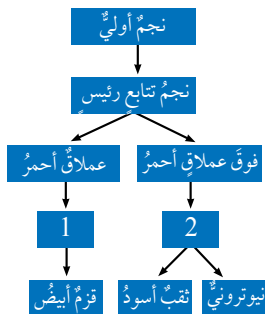 نجمٌ أوليٌّ
نجمُ تتابعٍ رئيسٍ
فوقَ عملاقٍ أحمرُ
عملاقٌ أحمرُ
2
1
نيوترونيٌّ
ثقبٌ أسودُ
قزمٌ أبيضُ